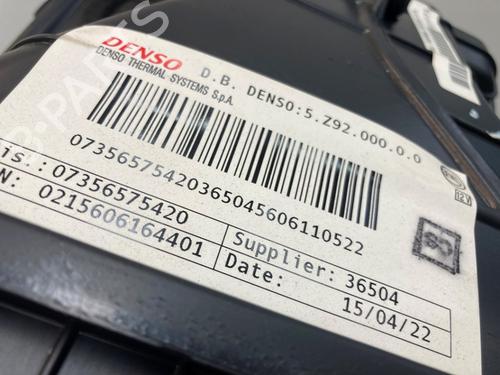 DENSO
DENSO THERMAL SYSTEMS S.p.A.
D.B. DENSO:5.Z92.000.0.0
07356575420365045606110522
is: 07356575420
N: 0215606164401
Supplier: 36504
Date: 15/04/22
12V